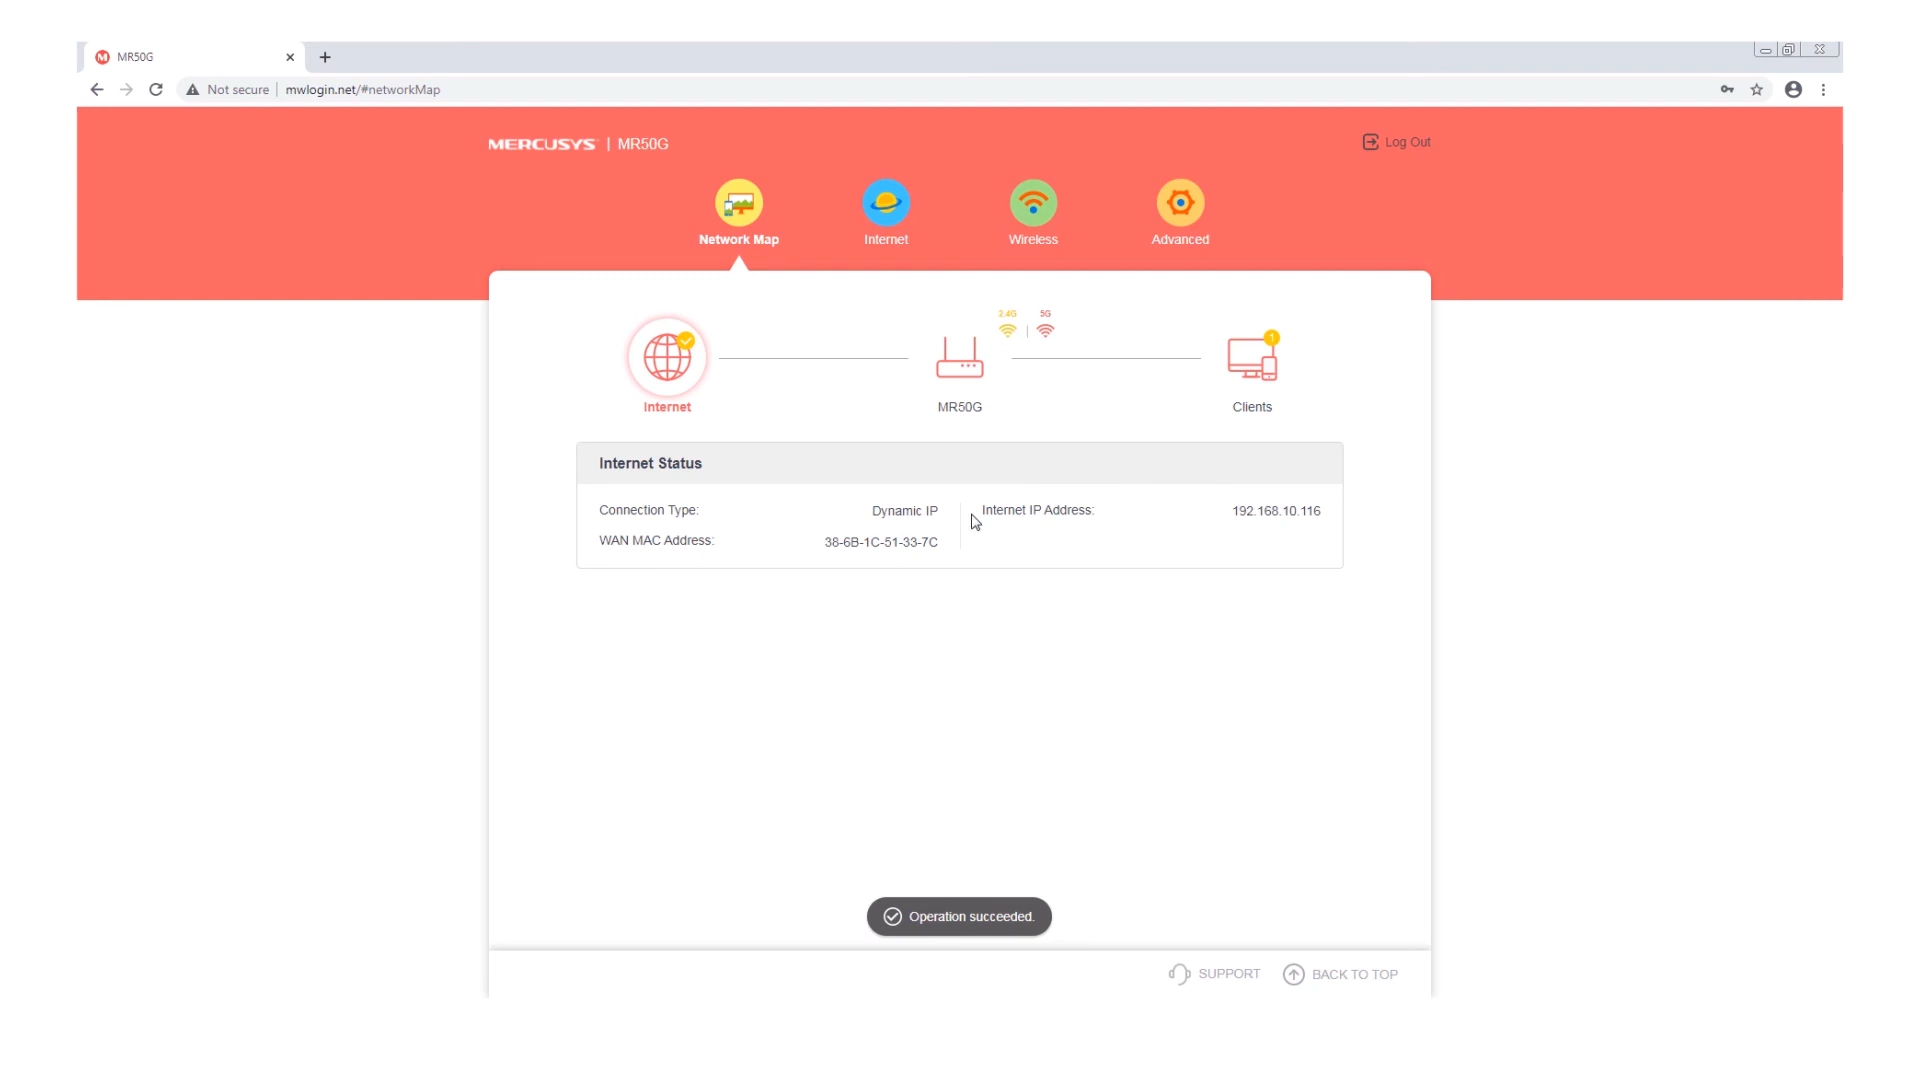 MR50G
Not secure | mwlogin.net/#networkMap
MERCUSYS | MR50G
Log Out
Network Map
Internet
Wireless
Advanced
2.4G
5G
1
Internet
MR50G
Clients
Internet Status
Connection Type: Dynamic IP
Internet IP Address: 192.168.10.116
WAN MAC Address: 38-6B-1C-51-33-7C
Operation succeeded.
SUPPORT
BACK TO TOP